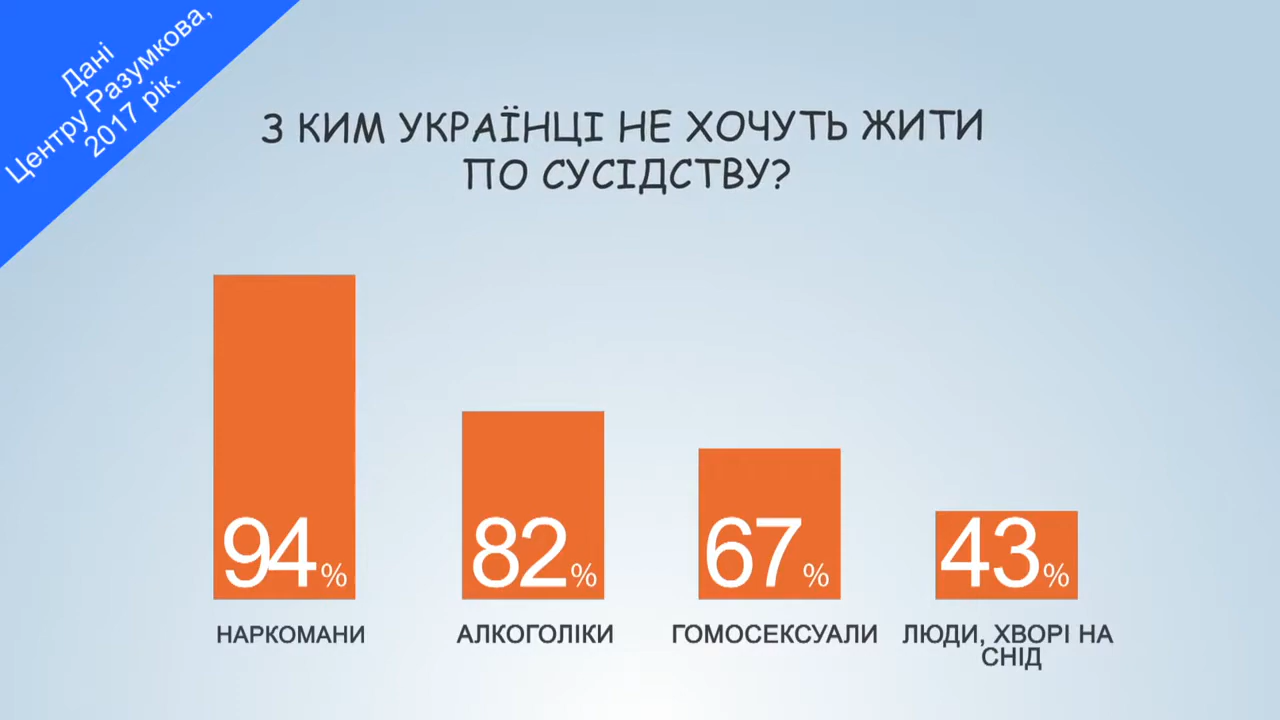 Дані
Центру Разумкова,
2017 рік.
З КИМ УКРАЇНЦІ НЕ ХОЧУТЬ ЖИТИ
ПО СУСІДСТВУ?
94%
82%
67%
43%
НАРКОМАНИ
АЛКОГОЛІКИ
ГОМОСЕКСУАЛИ
ЛЮДИ, ХВОРІ НА
СНІД